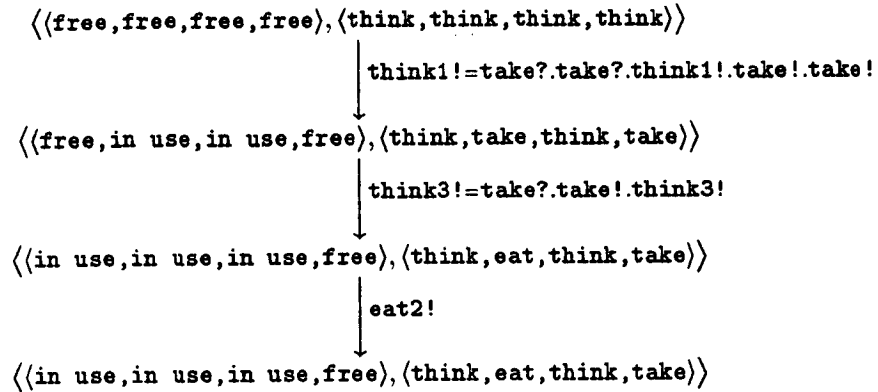 ⟨⟨free,free,free,free⟩,⟨think,think,think,think⟩⟩
think1!=take?.take?.think1!.take!.take!
⟨⟨free,in use,in use,free⟩,⟨think,take,think,take⟩⟩
think3!=take?.take!.think3!
⟨⟨in use,in use,in use,free⟩,⟨think,eat,think,take⟩⟩
eat2!
⟨⟨in use,in use,in use,free⟩,⟨think,eat,think,take⟩⟩